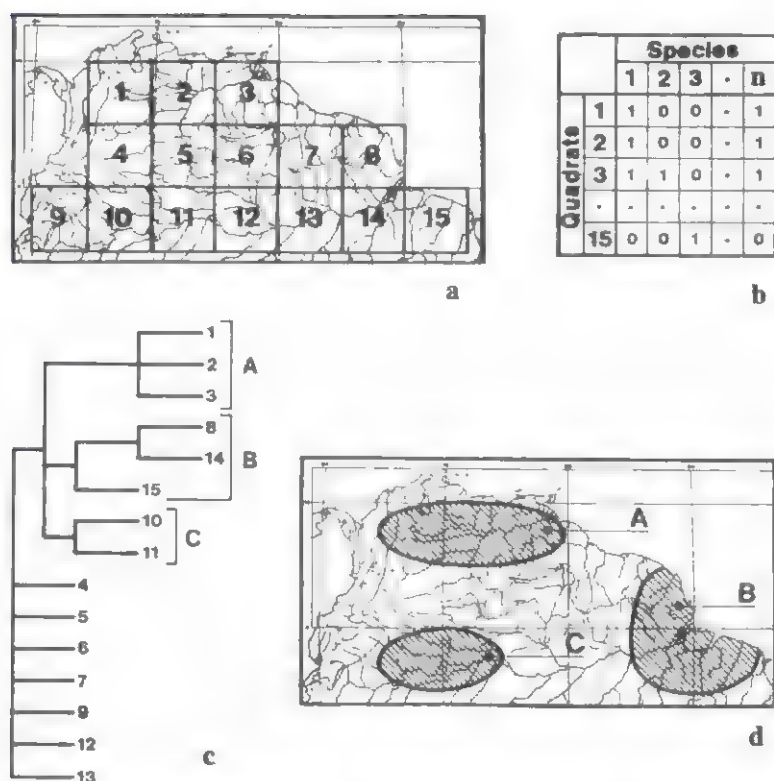 1 2 3
4 5 6 7 8
9 10 11 12 13 14 15
a
Species
1 2 3 · n
Quadrate
1 1 0 0 - 1
2 1 0 0 - 1
3 1 1 0 - 1
· · · · · ·
15 0 0 1 - 0
b
1
2
3
A
8
14
15
B
10
11
C
4
5
6
7
9
12
13
c
A
B
C
d